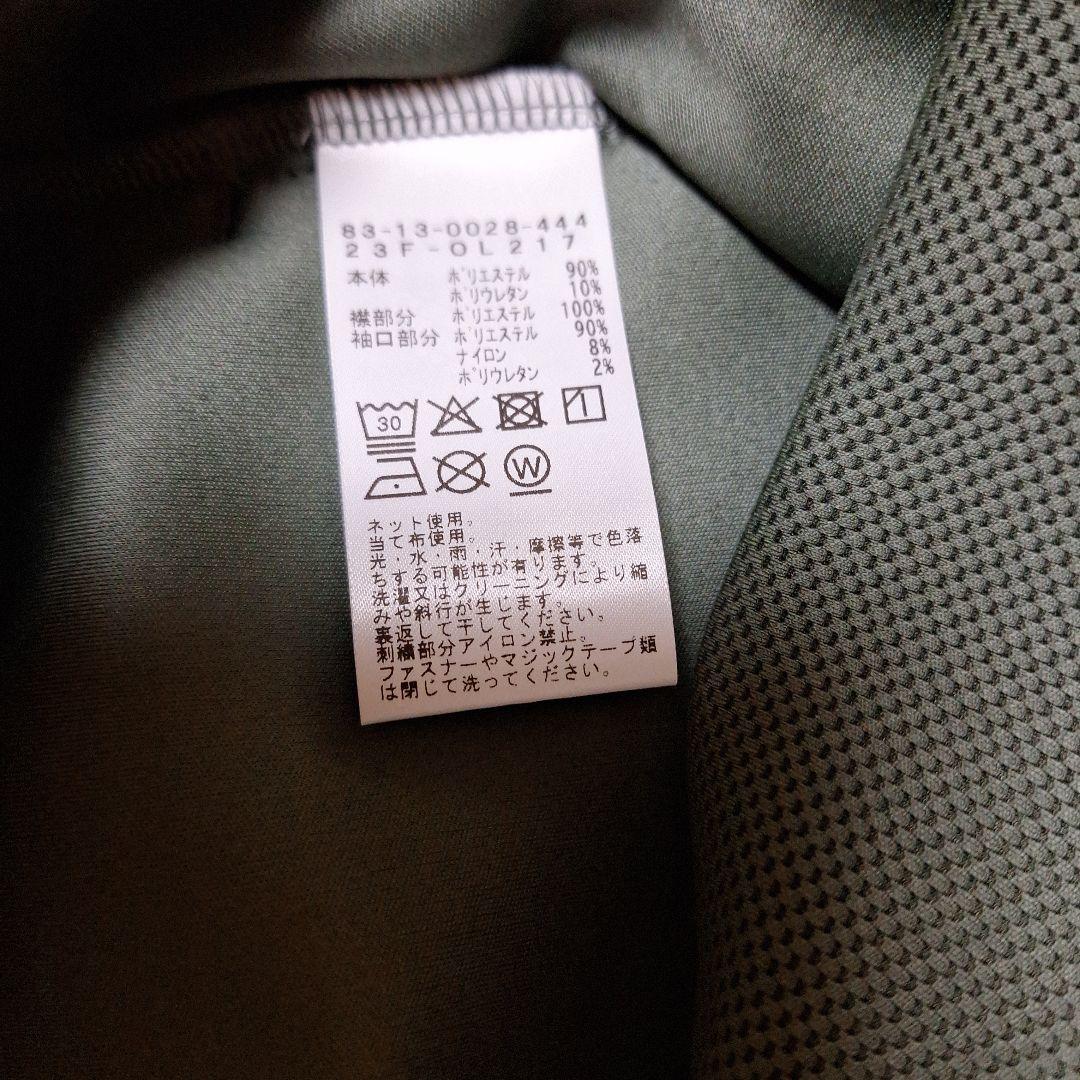 83-13-0028-444
23F-OL217
本体 ポリエステル 90%
ポリウレタン 10%
襟部分 ポリエステル 100%
袖口部分 ポリエステル 90%
ナイロン 8%
ポリウレタン 2%
30
W
ネット使用。
当て布使用。
光・水・雨・汗・摩擦等で色落
ちする可能性が有ります。
洗濯又はクリーニングにより縮
みや斜行が生じます。
裏返して干してください。
刺繍部分アイロン禁止。
ファスナーやマジックテープ類
は閉じて洗ってください。